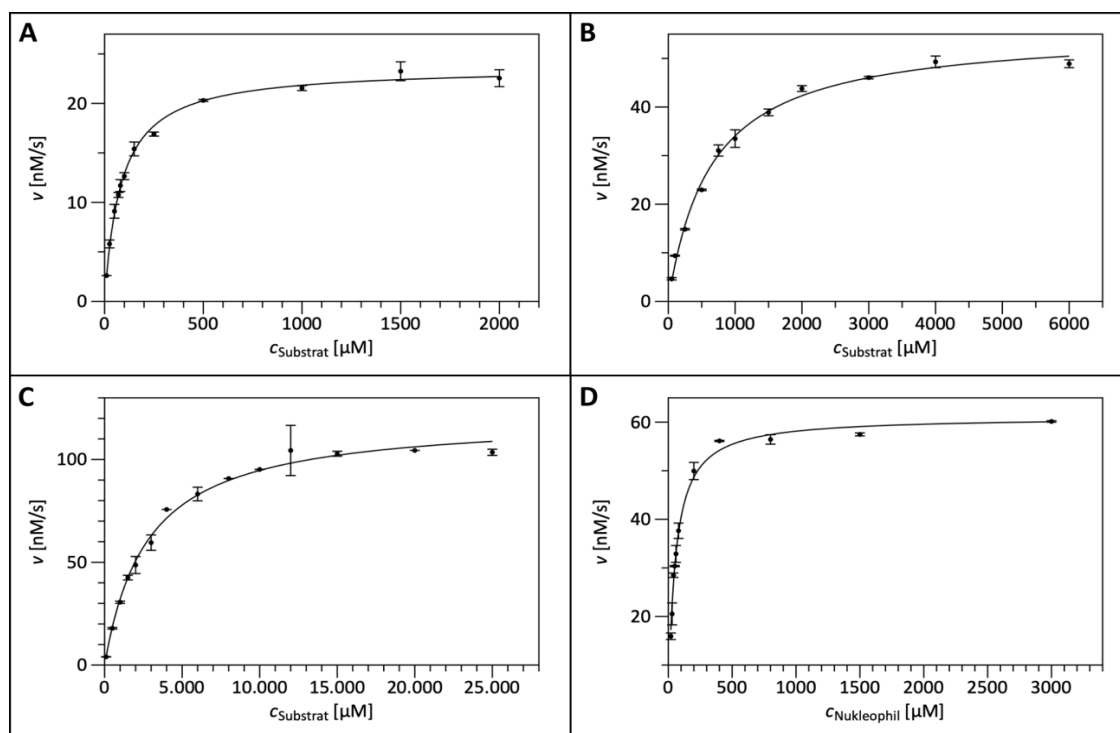 A
v [nM/s]
20
10
0
0 500 1000 1500 2000
cSubstrat [µM]
B
v [nM/s]
40
20
0
0 1000 2000 3000 4000 5000 6000
cSubstrat [µM]
C
v [nM/s]
100
50
0
0 5.000 10.000 15.000 20.000 25.000
cSubstrat [µM]
D
v [nM/s]
60
40
20
0 500 1000 1500 2000 2500 3000
cNukleophil [µM]